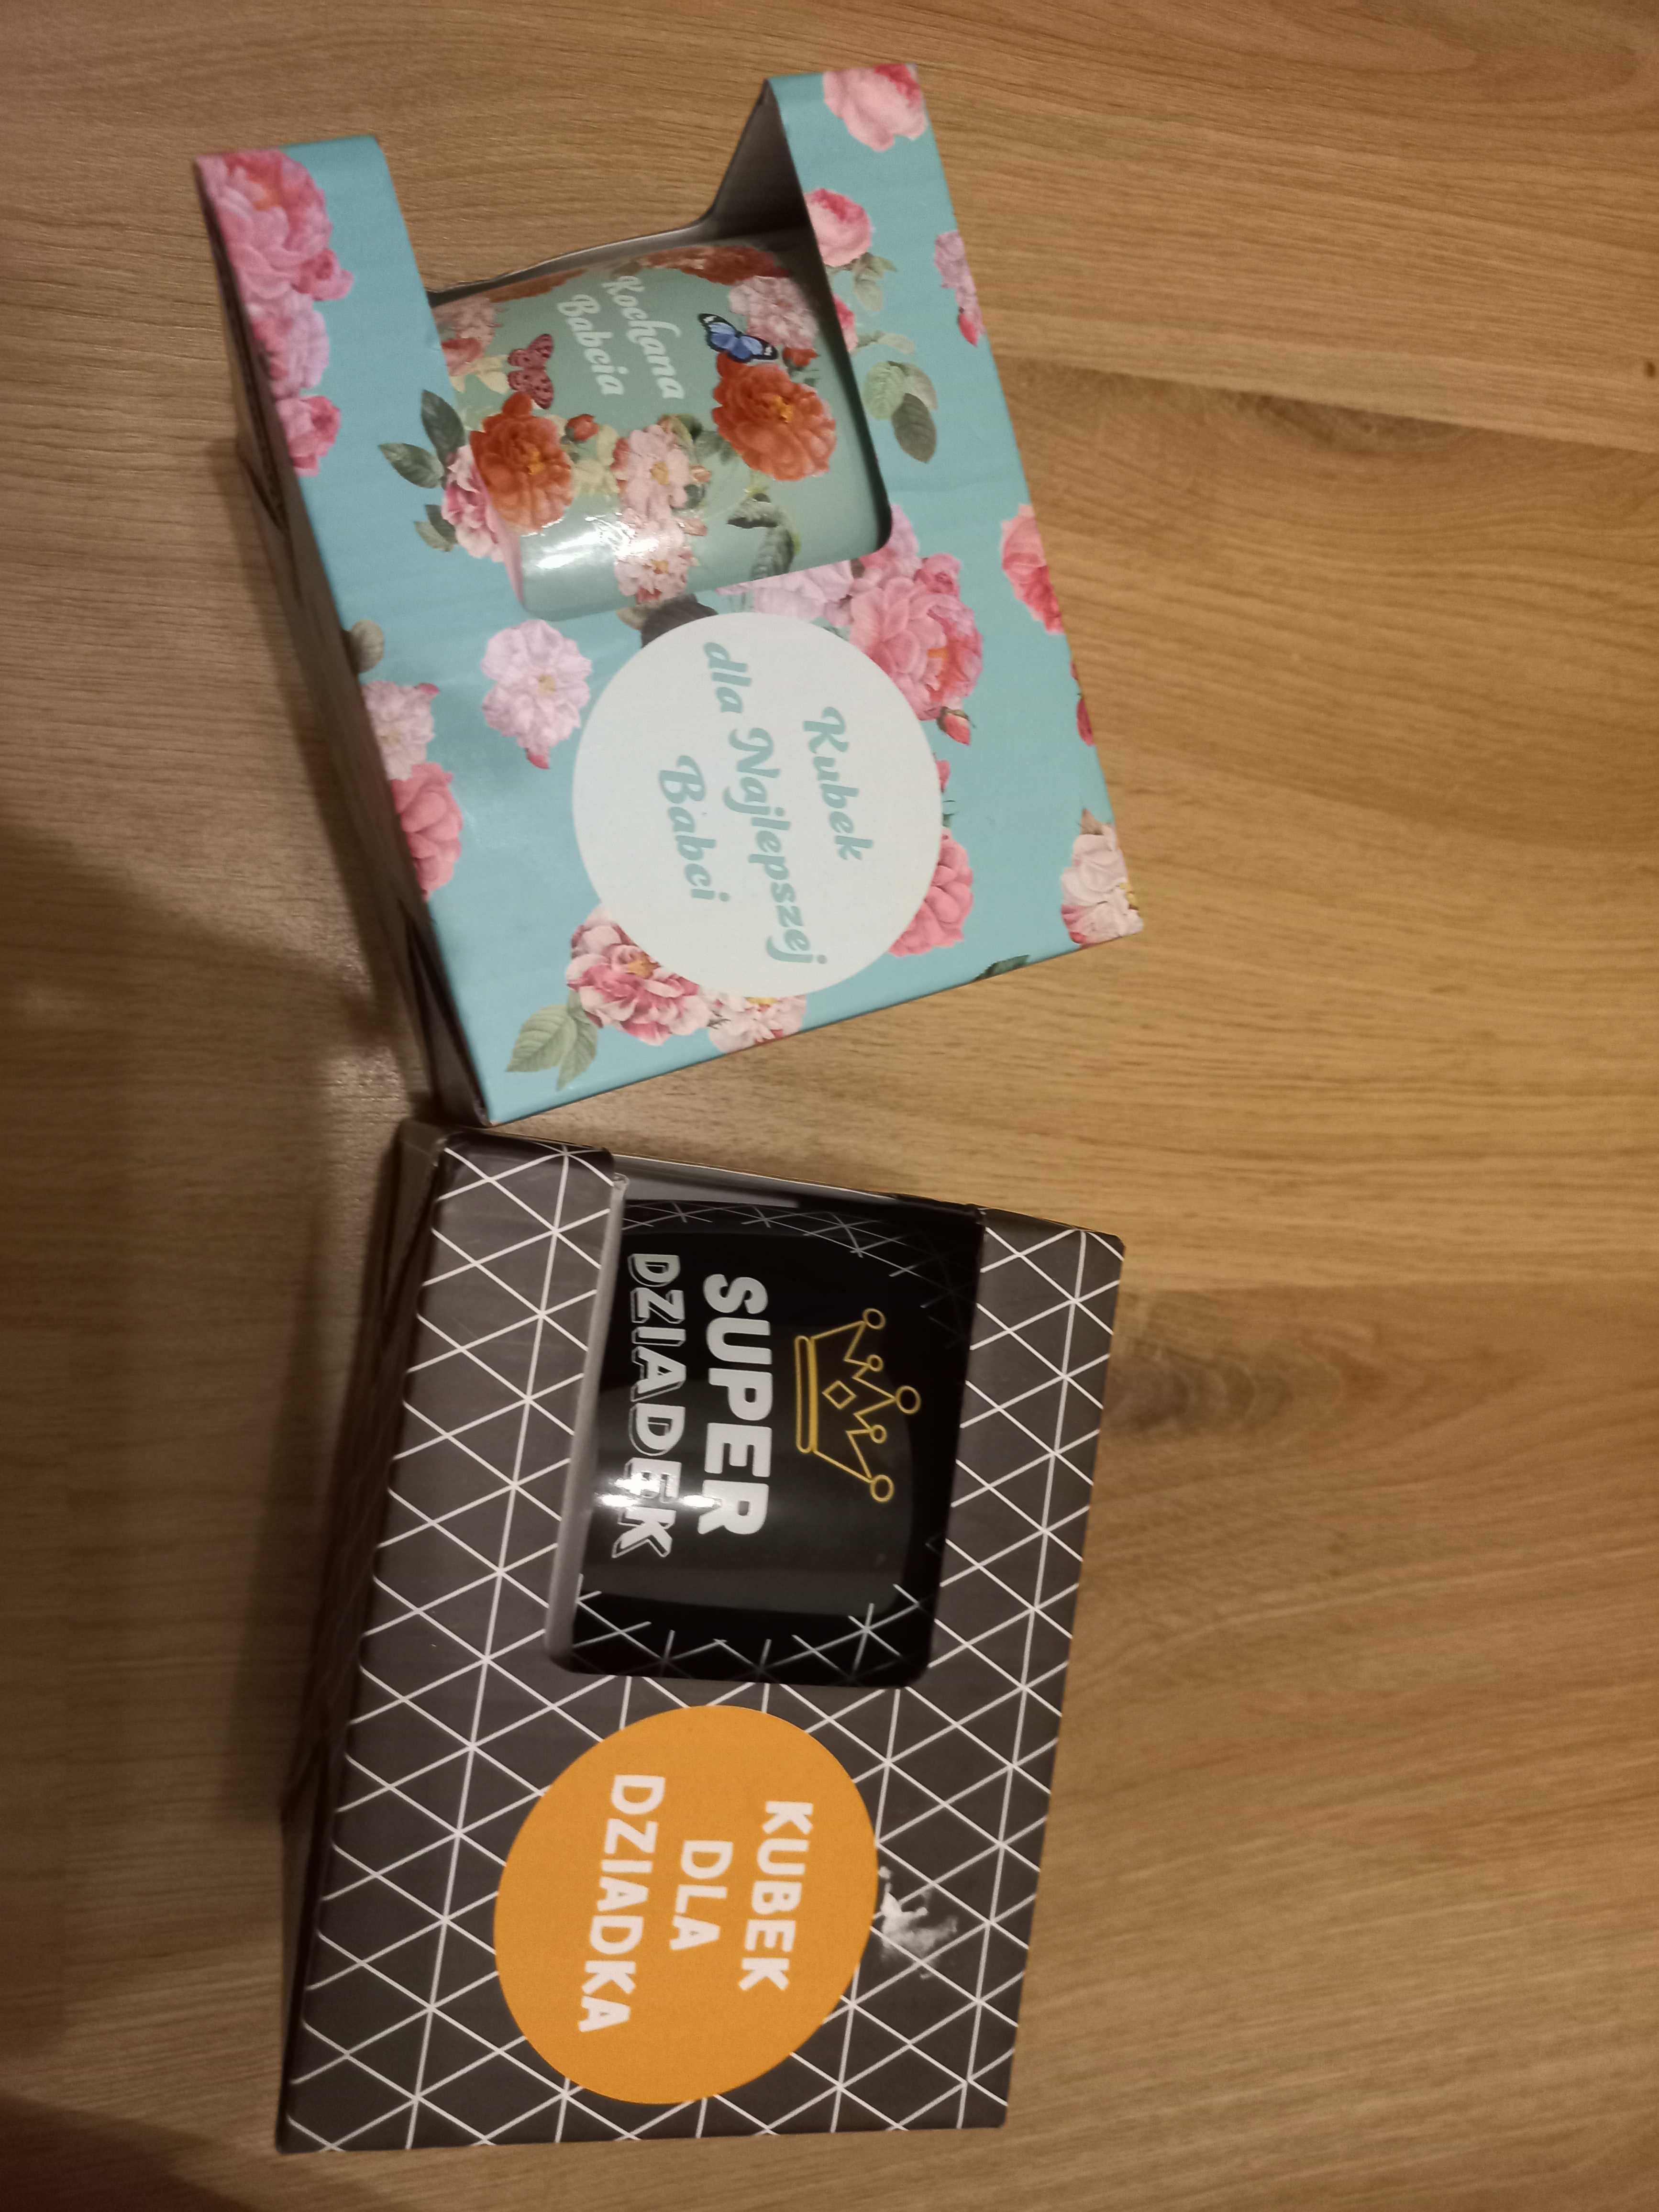 Kochana
Babcia
Kubek
dla Najlepszej
Babci
SUPER
DZIADEK
KUBEK
DLA
DZIADKA